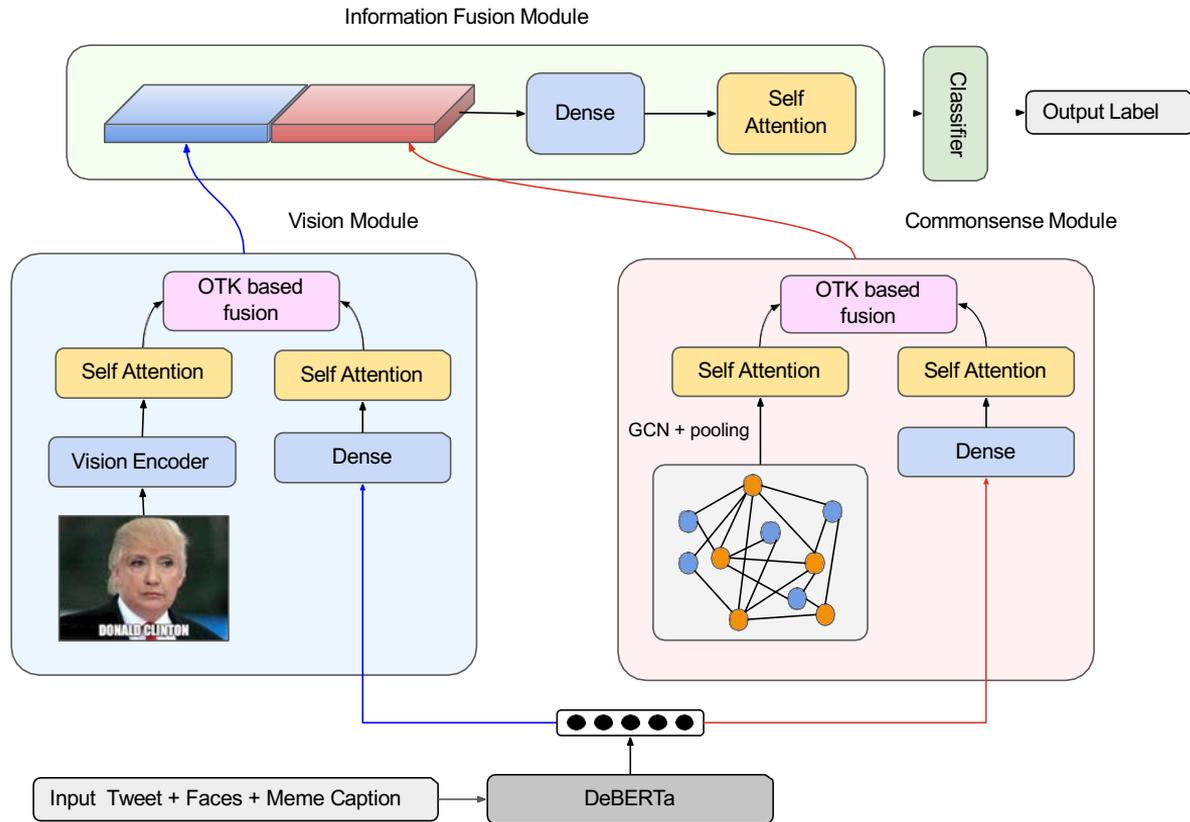 Information Fusion Module
Dense
Self
Attention
Classifier
Output Label
Vision Module
Commonsense Module
OTK based
fusion
OTK based
fusion
Self Attention
Self Attention
Self Attention
Self Attention
GCN + pooling
Vision Encoder
Dense
Dense
DONALD CLINTON
Input Tweet + Faces + Meme Caption
DeBERTa